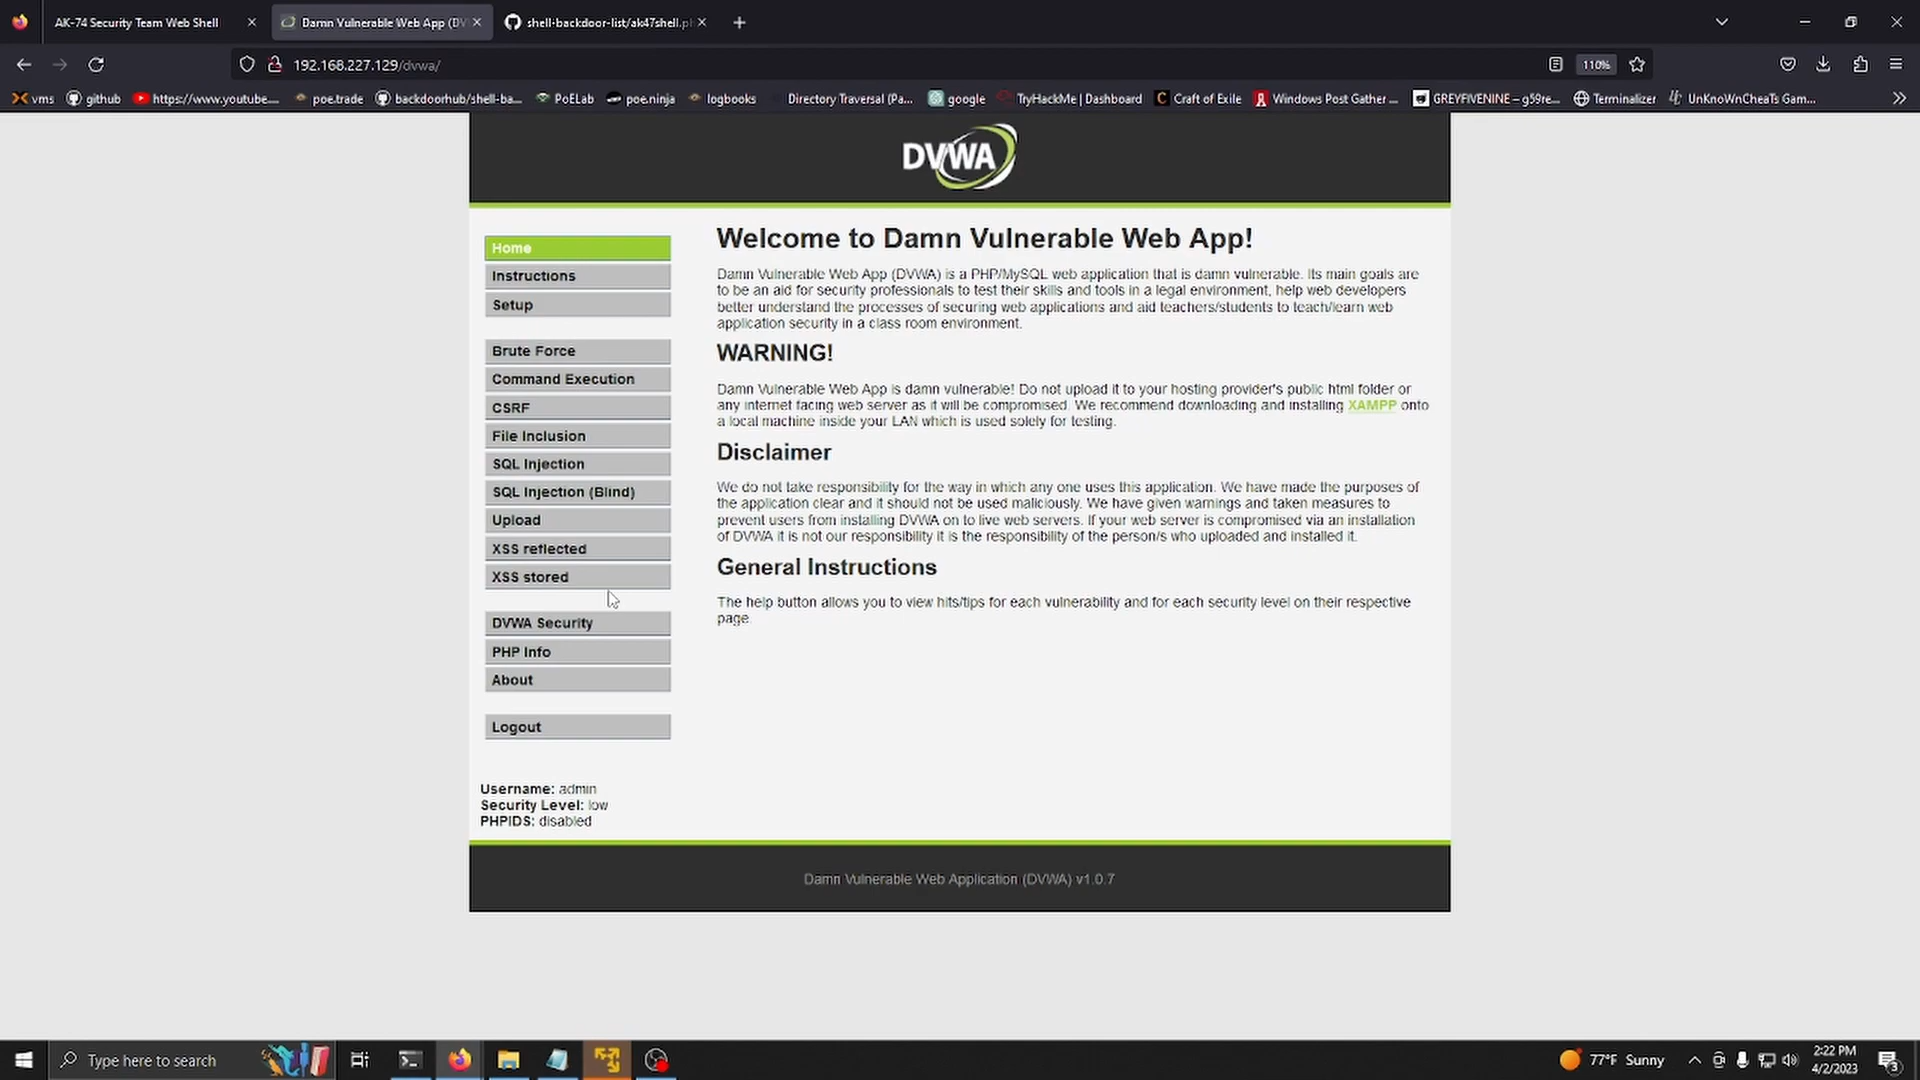 AK-74 Security Team Web Shell
Damn Vulnerable Web App (DV
shell-backdoor-list/ak47shell.p
192.168.227.129/dvwa/
110%
vms
github
https://www.youtube....
poe.trade
backdoorhub/shell-ba...
PoELab
poe.ninja
logbooks
Directory Traversal (Pa...
google
TryHackMe | Dashboard
Craft of Exile
Windows Post Gather ...
GREYFIVENINE – g59re...
Terminalizer
UnKnoWnCheaTs Gam...
DVWA
Home
Instructions
Setup
Brute Force
Command Execution
CSRF
File Inclusion
SQL Injection
SQL Injection (Blind)
Upload
XSS reflected
XSS stored
DVWA Security
PHP Info
About
Logout
Username: admin
Security Level: low
PHPIDS: disabled
Welcome to Damn Vulnerable Web App!
Damn Vulnerable Web App (DVWA) is a PHP/MySQL web application that is damn vulnerable. Its main goals are
to be an aid for security professionals to test their skills and tools in a legal environment, help web developers
better understand the processes of securing web applications and aid teachers/students to teach/learn web
application security in a class room environment.
WARNING!
Damn Vulnerable Web App is damn vulnerable! Do not upload it to your hosting provider's public html folder or
any internet facing web server as it will be compromised. We recommend downloading and installing XAMPP onto
a local machine inside your LAN which is used solely for testing.
Disclaimer
We do not take responsibility for the way in which any one uses this application. We have made the purposes of
the application clear and it should not be used maliciously. We have given warnings and taken measures to
prevent users from installing DVWA on to live web servers. If your web server is compromised via an installation
of DVWA it is not our responsibility it is the responsibility of the person/s who uploaded and installed it.
General Instructions
The help button allows you to view hits/tips for each vulnerability and for each security level on their respective
page.
Damn Vulnerable Web Application (DVWA) v1.0.7
Type here to search
77°F Sunny
2:22 PM
4/2/2023
3